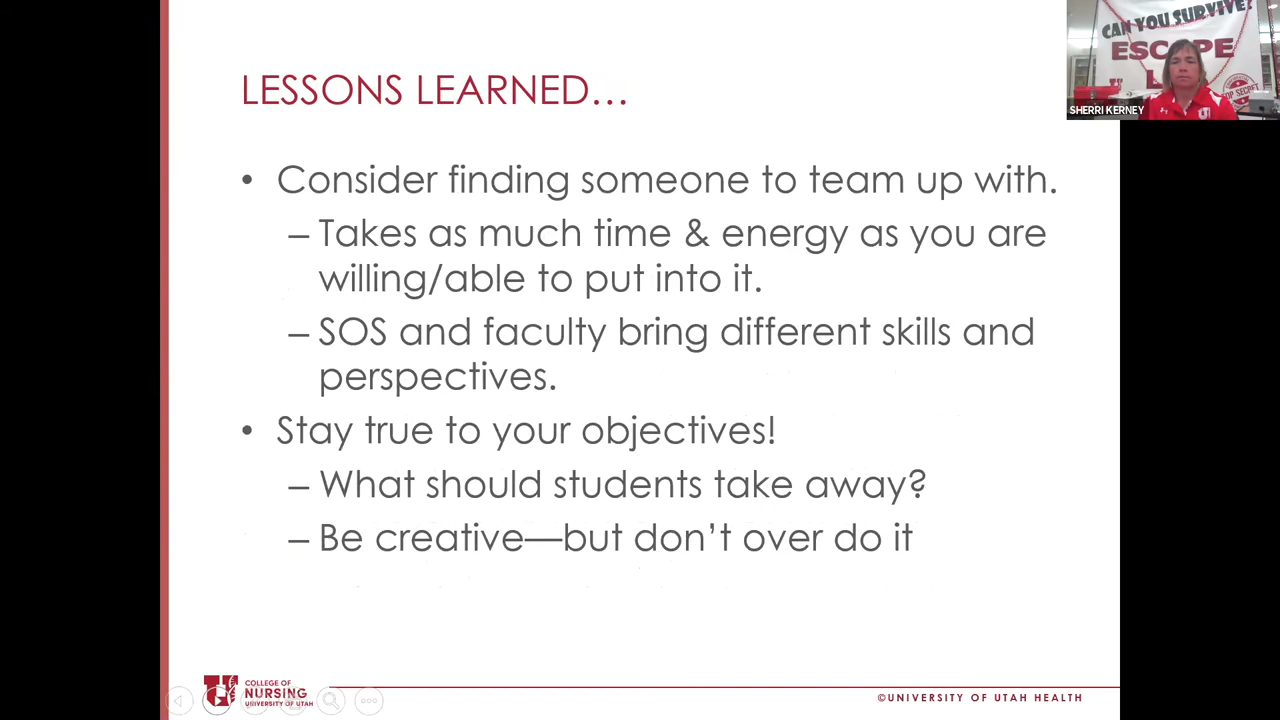 CAN YOU SURVIVE?
ESCAPE
TOP SECRET
SHERRI KERNEY
LESSONS LEARNED…
• Consider finding someone to team up with.
– Takes as much time & energy as you are
willing/able to put into it.
– SOS and faculty bring different skills and
perspectives.
• Stay true to your objectives!
– What should students take away?
– Be creative—but don’t over do it
COLLEGE OF
NURSING
UNIVERSITY OF UTAH
©UNIVERSITY OF UTAH HEALTH